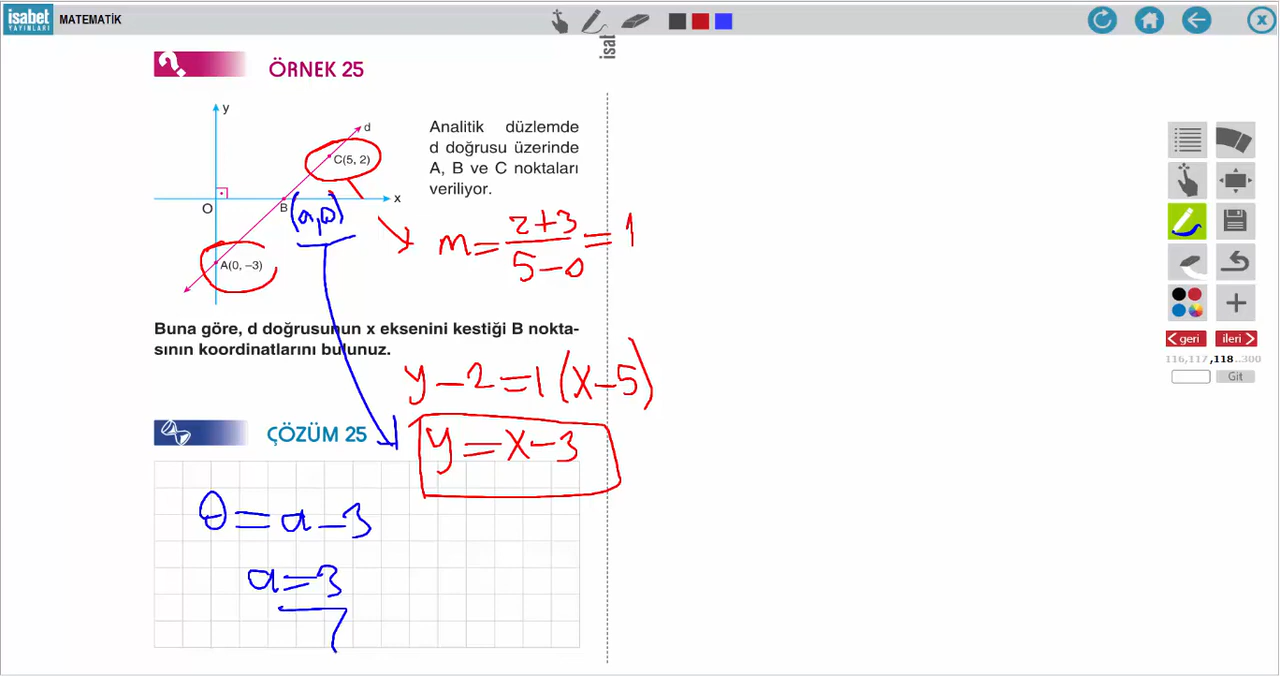 isabet
YAYINLARI
MATEMATİK
isat
ÖRNEK 25
y
d
C(5, 2)
x
O
B
(a,0)
A(0, –3)
Analitik düzlemde
d doğrusu üzerinde
A, B ve C noktaları
veriliyor.
m = 2+3 / 5-0 = 1
Buna göre, d doğrusunun x eksenini kestiği B nokta-
sının koordinatlarını bulunuz.
y - 2 = 1 (x - 5)
y = x - 3
ÇÖZÜM 25
0 = a - 3
a = 3
geri
ileri
116,117,118..300
Git